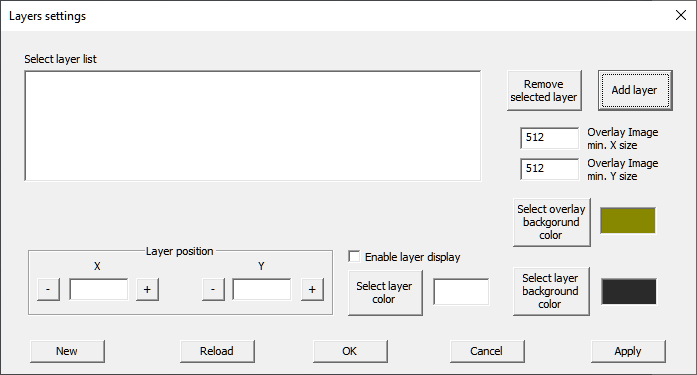 Layers settings
Select layer list
Remove
selected layer
Add layer
512
Overlay Image
min. X size
512
Overlay Image
min. Y size
Select overlay
backgorund
color
Layer position
X
Y
-
+
-
+
Enable layer display
Select layer
color
Select layer
background
color
New
Reload
OK
Cancel
Apply